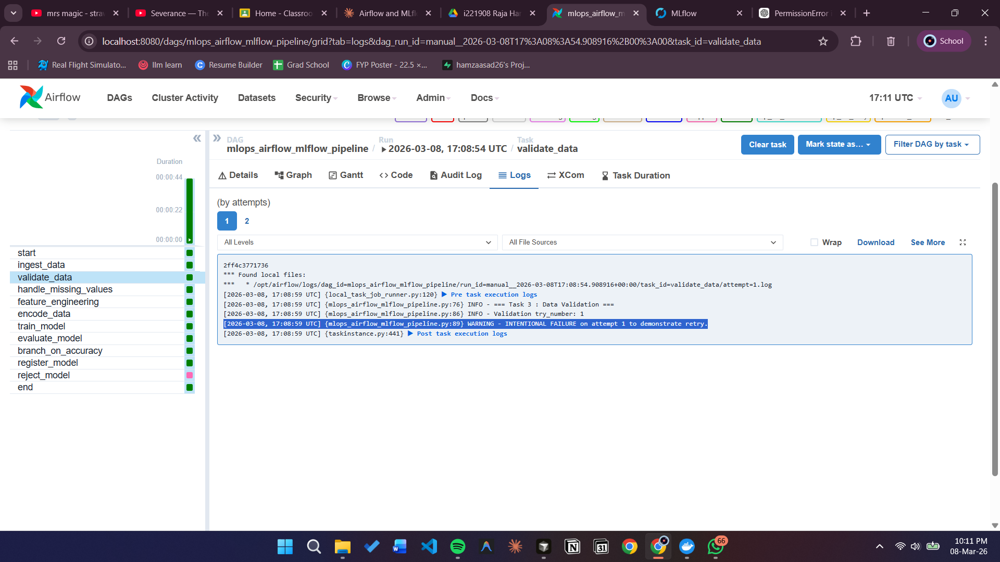 mrs magic - stra
Severance — The
Home - Classroo
Airflow and MLfl
i221908 Raja Har
mlops_airflow_m
MLflow
PermissionError
localhost:8080/dags/mlops_airflow_mlflow_pipeline/grid?tab=logs&dag_run_id=manual__2026-03-08T17%3A08%3A54.908916%2B00%3A00&task_id=validate_data
School
Real Flight Simulato...
llm learn
Resume Builder
Grad School
FYP Poster - 22.5 ×...
hamzaasad26's Proj...
Airflow
DAGs
Cluster Activity
Datasets
Security
Browse
Admin
Docs
17:11 UTC
AU
DAG
mlops_airflow_mlflow_pipeline
/
Run
2026-03-08, 17:08:54 UTC
/
Task
validate_data
Clear task
Mark state as...
Filter DAG by task
Duration
00:00:44
00:00:22
00:00:00
start
ingest_data
validate_data
handle_missing_values
feature_engineering
encode_data
train_model
evaluate_model
branch_on_accuracy
register_model
reject_model
end
Details
Graph
Gantt
Code
Audit Log
Logs
XCom
Task Duration
(by attempts)
1
2
All Levels
All File Sources
Wrap
Download
See More
2ff4c3771736
*** Found local files:
***   * /opt/airflow/logs/dag_id=mlops_airflow_mlflow_pipeline/run_id=manual__2026-03-08T17:08:54.908916+00:00/task_id=validate_data/attempt=1.log
[2026-03-08, 17:08:59 UTC] {local_task_job_runner.py:120} ▶ Pre task execution logs
[2026-03-08, 17:08:59 UTC] {mlops_airflow_mlflow_pipeline.py:76} INFO - === Task 3 : Data Validation ===
[2026-03-08, 17:08:59 UTC] {mlops_airflow_mlflow_pipeline.py:86} INFO - Validation try_number: 1
[2026-03-08, 17:08:59 UTC] {mlops_airflow_mlflow_pipeline.py:89} WARNING - INTENTIONAL FAILURE on attempt 1 to demonstrate retry.
[2026-03-08, 17:08:59 UTC] {taskinstance.py:441} ▶ Post task execution logs
66
31
10:11 PM
08-Mar-26